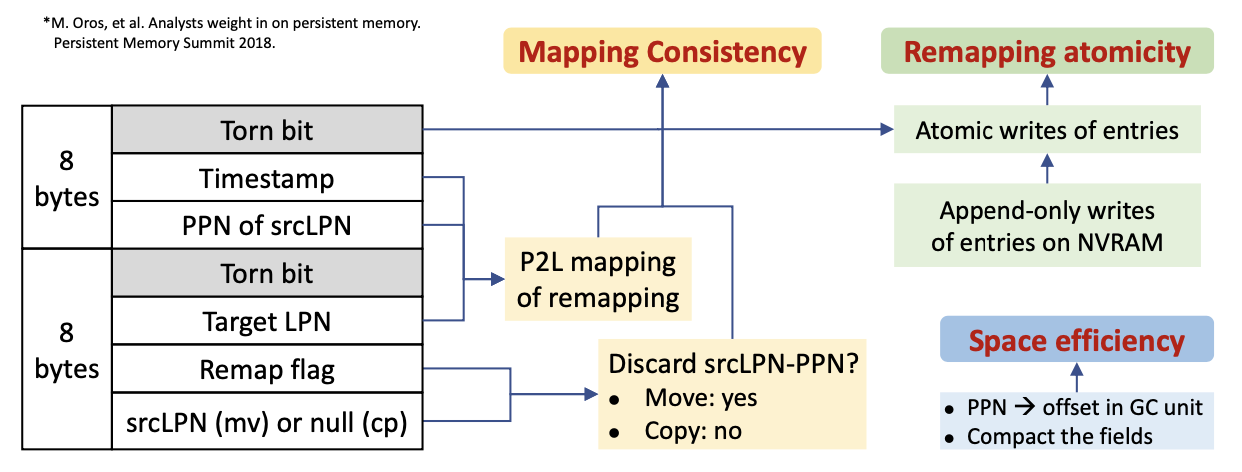 *M. Oros, et al. Analysts weight in on persistent memory.
Persistent Memory Summit 2018.
Mapping Consistency
Remapping atomicity
8
bytes
Torn bit
Timestamp
PPN of srcLPN
8
bytes
Torn bit
Target LPN
Remap flag
srcLPN (mv) or null (cp)
P2L mapping
of remapping
Discard srcLPN-PPN?
• Move: yes
• Copy: no
Atomic writes of entries
Append-only writes
of entries on NVRAM
Space efficiency
• PPN → offset in GC unit
• Compact the fields